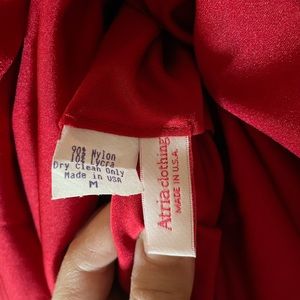 90% Nylon
10% Lycra
Dry Clean Only
Made in USA
M
Atria clothing
MADE IN U.S.A.